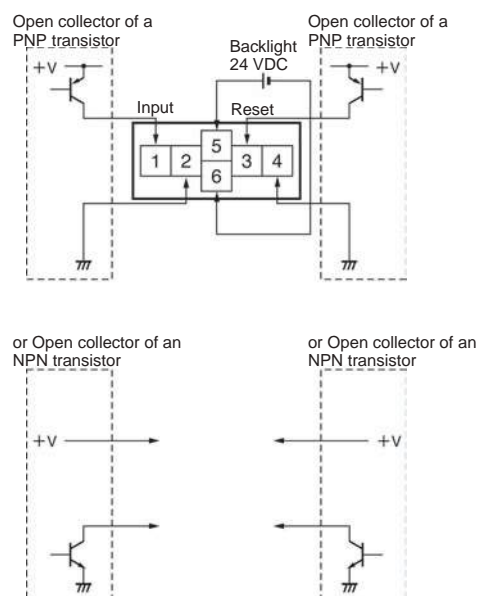 Open collector of a
PNP transistor
Open collector of a
PNP transistor
Backlight
24 VDC
+V
+V
Input
Reset
1 2 5 6 3 4
or Open collector of an
NPN transistor
or Open collector of an
NPN transistor
+V
+V